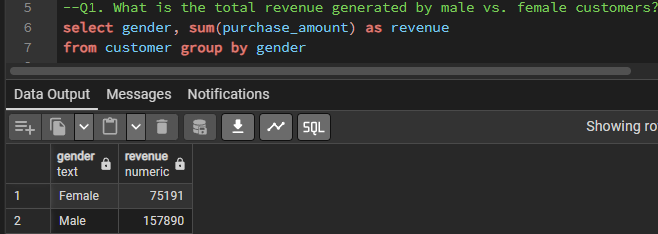 5 --Q1. What is the total revenue generated by male vs. female customers?
6 select gender, sum(purchase_amount) as revenue
7 from customer group by gender
Data Output Messages Notifications
SQL Showing ro
gender revenue
text numeric
1 Female 75191
2 Male 157890